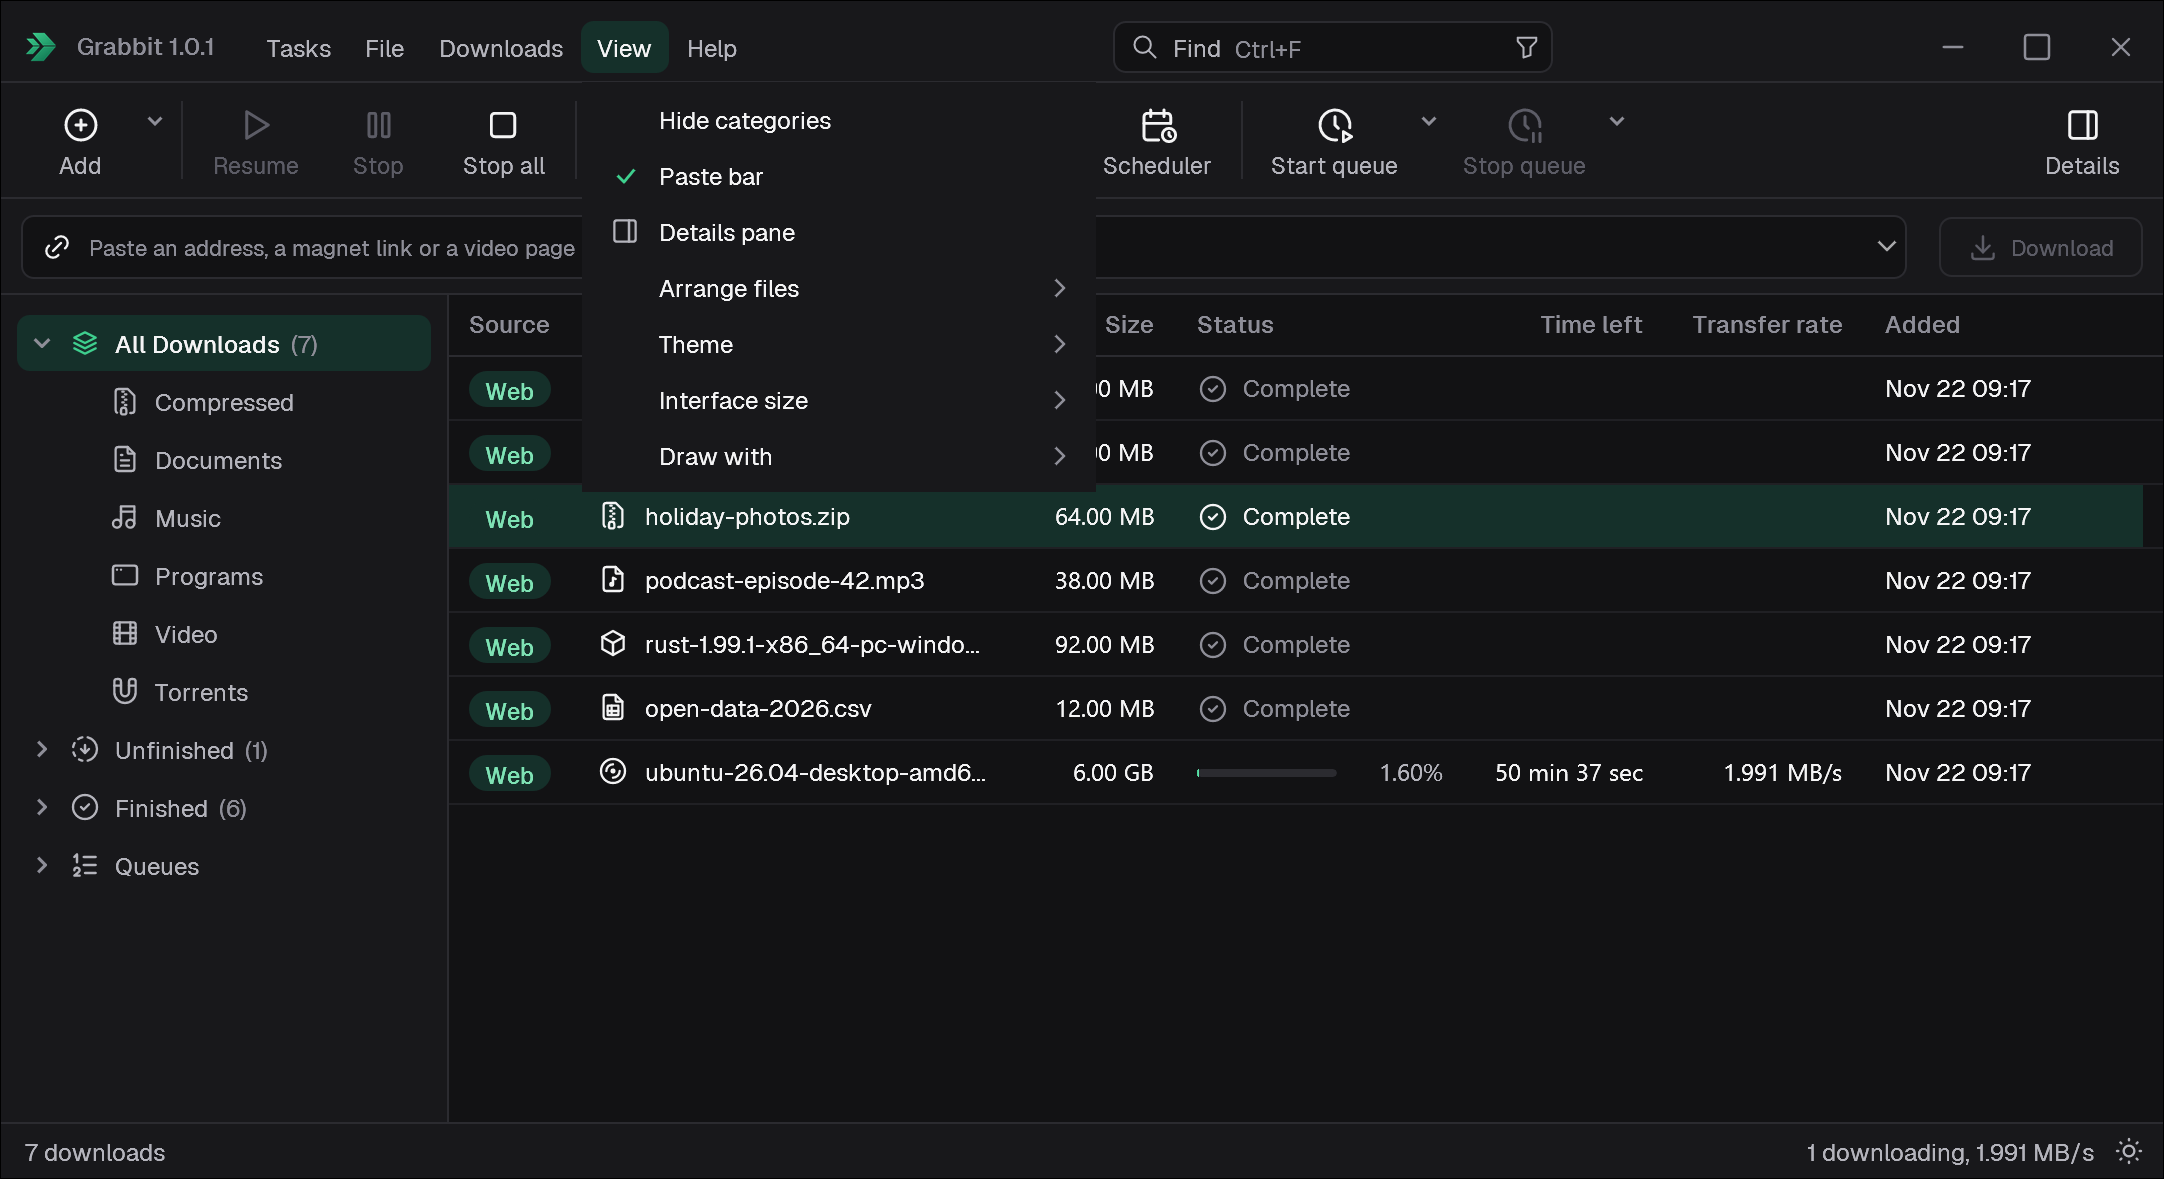 Grabbit 1.0.1 Tasks File Downloads View Help Find Ctrl+F
Add Resume Stop Stop all Scheduler Start queue Stop queue Details
Hide categories
Paste bar
Details pane
Arrange files
Theme
Interface size
Draw with
Paste an address, a magnet link or a video page Download
All Downloads (7)
Compressed
Documents
Music
Programs
Video
Torrents
Unfinished (1)
Finished (6)
Queues
Source Size Status Time left Transfer rate Added
Web MB Complete Nov 22 09:17
Web MB Complete Nov 22 09:17
Web holiday-photos.zip 64.00 MB Complete Nov 22 09:17
Web podcast-episode-42.mp3 38.00 MB Complete Nov 22 09:17
Web rust-1.99.1-x86_64-pc-windo... 92.00 MB Complete Nov 22 09:17
Web open-data-2026.csv 12.00 MB Complete Nov 22 09:17
Web ubuntu-26.04-desktop-amd6... 6.00 GB 1.60% 50 min 37 sec 1.991 MB/s Nov 22 09:17
7 downloads 1 downloading, 1.991 MB/s